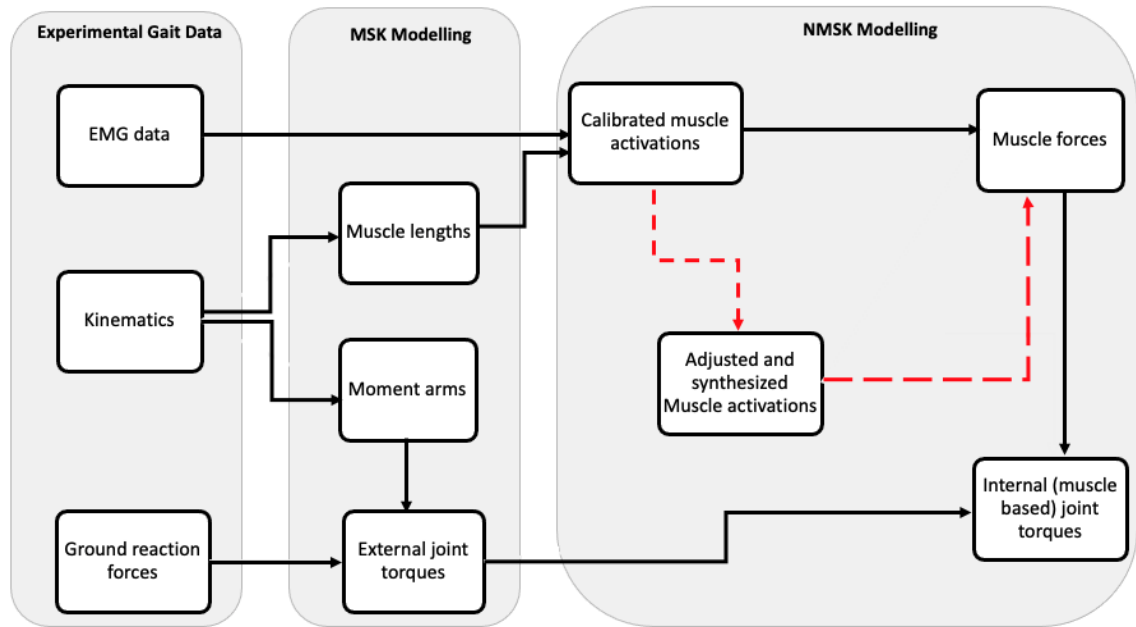 Experimental Gait Data
MSK Modelling
NMSK Modelling
EMG data
Calibrated muscle
activations
Muscle forces
Muscle lengths
Kinematics
Moment arms
Adjusted and
synthesized
Muscle activations
Ground reaction
forces
External joint
torques
Internal (muscle
based) joint
torques